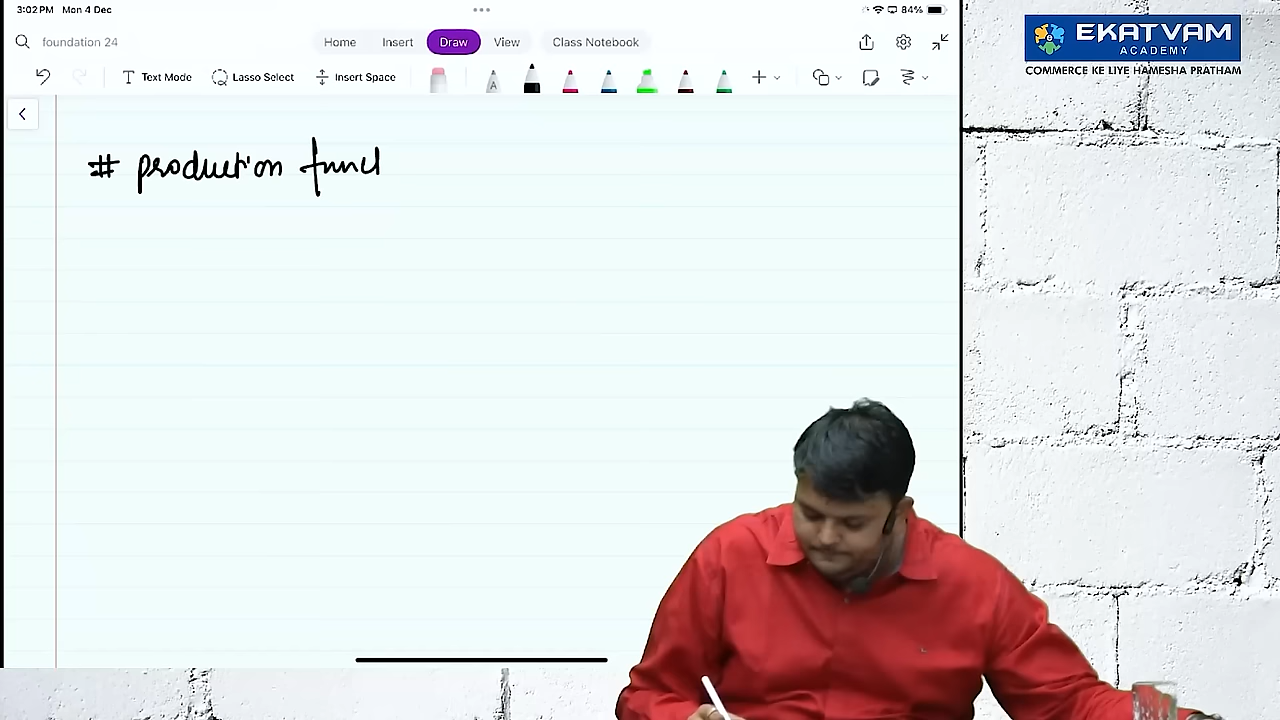 3:02 PM Mon 4 Dec
84%
foundation 24
Home Insert Draw View Class Notebook
Text Mode Lasso Select Insert Space
# production funct
EKATVAM
ACADEMY
COMMERCE KE LIYE HAMESHA PRATHAM